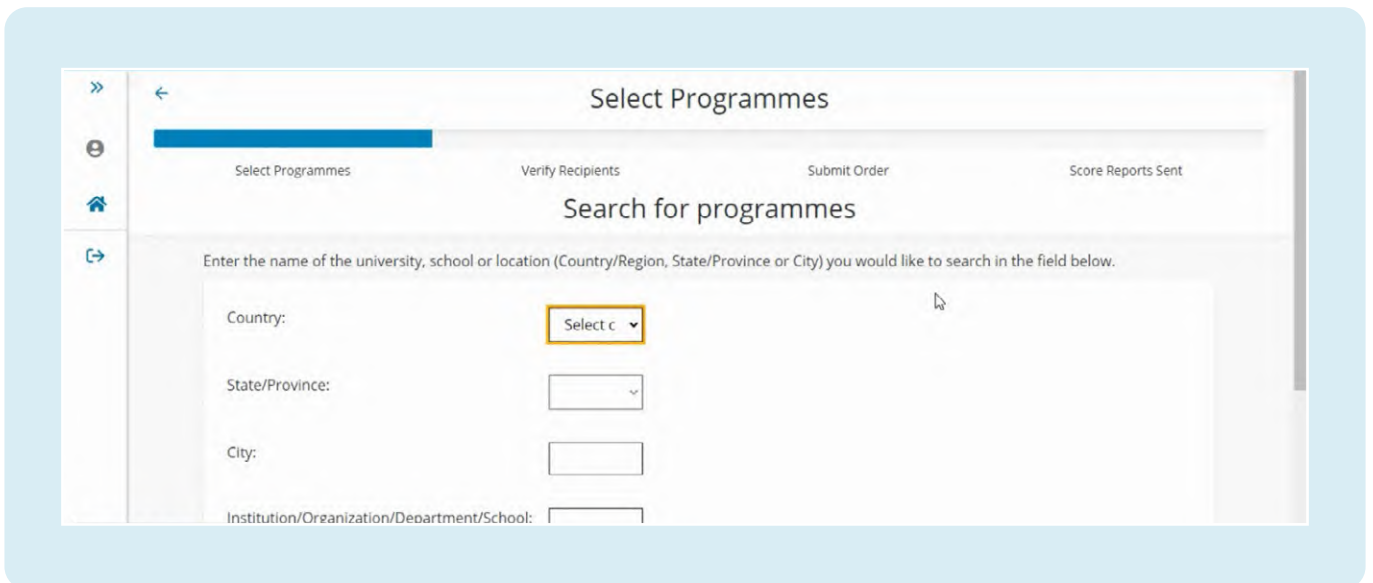 Select Programmes
Select Programmes Verify Recipients Submit Order Score Reports Sent
Search for programmes
Enter the name of the university, school or location (Country/Region, State/Province or City) you would like to search in the field below.
Country: Select c
State/Province:
City:
Institution/Organization/Department/School: